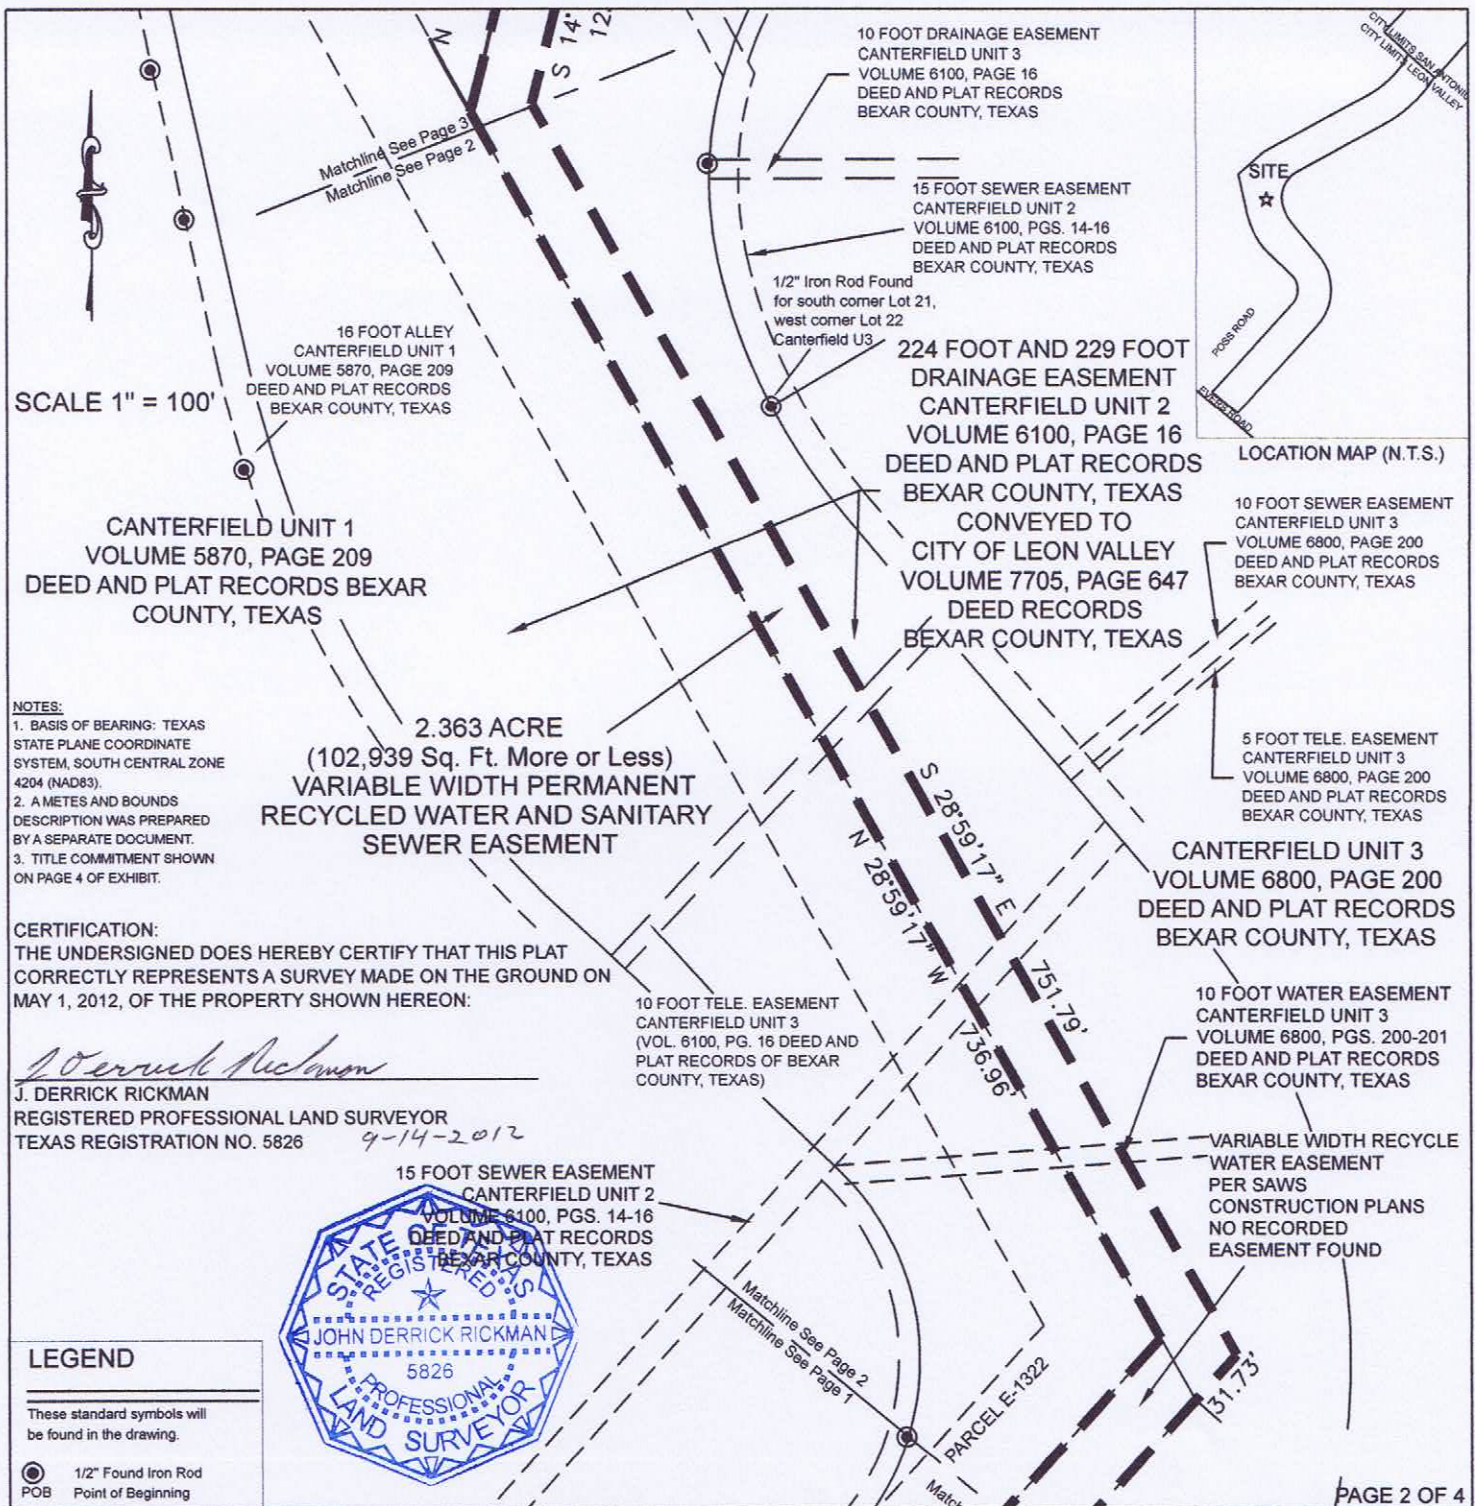 N
S 14°
12
10 FOOT DRAINAGE EASEMENT
CANTERFIELD UNIT 3
VOLUME 6100, PAGE 16
DEED AND PLAT RECORDS
BEXAR COUNTY, TEXAS
CITY LIMITS SAN ANTONIO
CITY LIMITS LEON VALLEY
SITE
POSS ROAD
EVERS ROAD
LOCATION MAP (N.T.S.)
Matchline See Page 3
Matchline See Page 2
15 FOOT SEWER EASEMENT
CANTERFIELD UNIT 2
VOLUME 6100, PGS. 14-16
DEED AND PLAT RECORDS
BEXAR COUNTY, TEXAS
1/2" Iron Rod Found
for south corner Lot 21,
west corner Lot 22
Canterfield U3
16 FOOT ALLEY
CANTERFIELD UNIT 1
VOLUME 5870, PAGE 209
DEED AND PLAT RECORDS
BEXAR COUNTY, TEXAS
SCALE 1" = 100'
224 FOOT AND 229 FOOT
DRAINAGE EASEMENT
CANTERFIELD UNIT 2
VOLUME 6100, PAGE 16
DEED AND PLAT RECORDS
BEXAR COUNTY, TEXAS
CONVEYED TO
CITY OF LEON VALLEY
VOLUME 7705, PAGE 647
DEED RECORDS
BEXAR COUNTY, TEXAS
10 FOOT SEWER EASEMENT
CANTERFIELD UNIT 3
VOLUME 6800, PAGE 200
DEED AND PLAT RECORDS
BEXAR COUNTY, TEXAS
CANTERFIELD UNIT 1
VOLUME 5870, PAGE 209
DEED AND PLAT RECORDS BEXAR
COUNTY, TEXAS
NOTES:
1. BASIS OF BEARING: TEXAS
STATE PLANE COORDINATE
SYSTEM, SOUTH CENTRAL ZONE
4204 (NAD83).
2. A METES AND BOUNDS
DESCRIPTION WAS PREPARED
BY A SEPARATE DOCUMENT.
3. TITLE COMMITMENT SHOWN
ON PAGE 4 OF EXHIBIT.
2.363 ACRE
(102,939 Sq. Ft. More or Less)
VARIABLE WIDTH PERMANENT
RECYCLED WATER AND SANITARY
SEWER EASEMENT
5 FOOT TELE. EASEMENT
CANTERFIELD UNIT 3
VOLUME 6800, PAGE 200
DEED AND PLAT RECORDS
BEXAR COUNTY, TEXAS
S 28°59'17" E
751.79'
N 28°59'17" W
736.96'
CANTERFIELD UNIT 3
VOLUME 6800, PAGE 200
DEED AND PLAT RECORDS
BEXAR COUNTY, TEXAS
CERTIFICATION:
THE UNDERSIGNED DOES HEREBY CERTIFY THAT THIS PLAT
CORRECTLY REPRESENTS A SURVEY MADE ON THE GROUND ON
MAY 1, 2012, OF THE PROPERTY SHOWN HEREON:
J Derrick Rickman
J. DERRICK RICKMAN
REGISTERED PROFESSIONAL LAND SURVEYOR
TEXAS REGISTRATION NO. 5826 9-14-2012
10 FOOT TELE. EASEMENT
CANTERFIELD UNIT 3
(VOL. 6100, PG. 16 DEED AND
PLAT RECORDS OF BEXAR
COUNTY, TEXAS)
10 FOOT WATER EASEMENT
CANTERFIELD UNIT 3
VOLUME 6800, PGS. 200-201
DEED AND PLAT RECORDS
BEXAR COUNTY, TEXAS
VARIABLE WIDTH RECYCLE
WATER EASEMENT
PER SAWS
CONSTRUCTION PLANS
NO RECORDED
EASEMENT FOUND
15 FOOT SEWER EASEMENT
CANTERFIELD UNIT 2
VOLUME 6100, PGS. 14-16
DEED AND PLAT RECORDS
BEXAR COUNTY, TEXAS
STATE OF TEXAS
REGISTERED
JOHN DERRICK RICKMAN
5826
PROFESSIONAL
LAND SURVEYOR
Matchline See Page 2
Matchline See Page 1
PARCEL E-1322
31.73'
Match
LEGEND
These standard symbols will
be found in the drawing.
1/2" Found Iron Rod
POB Point of Beginning
PAGE 2 OF 4